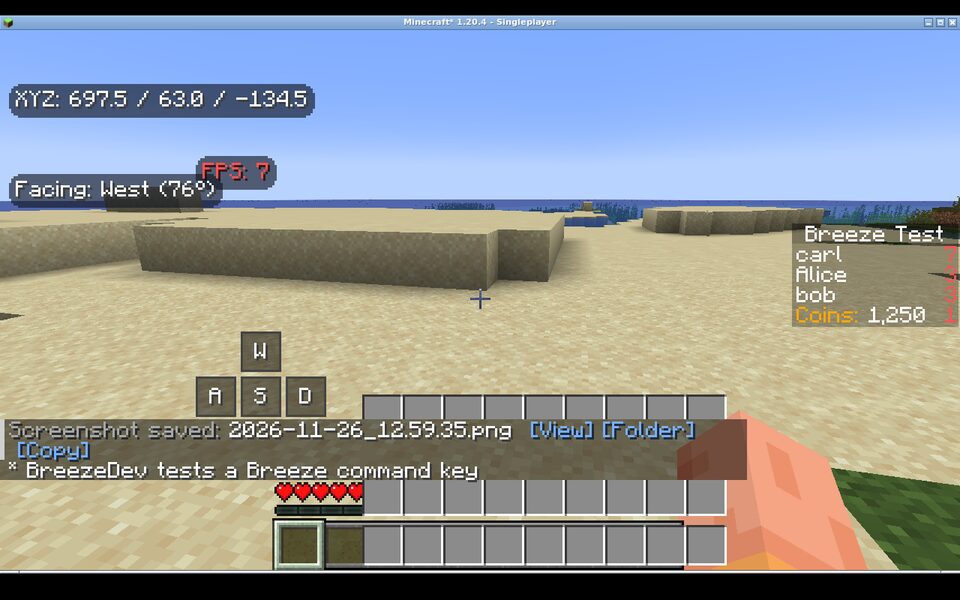 Minecraft* 1.20.4 - Singleplayer
XYZ: 697.5 / 63.0 / -134.5
FPS: 7
Facing: West (76°)
Breeze Test
carl
Alice
bob
Coins: 1,250 1
W
A S D
Screenshot saved: 2026-11-26_12.59.35.png [View] [Folder]
[Copy]
* BreezeDev tests a Breeze command key